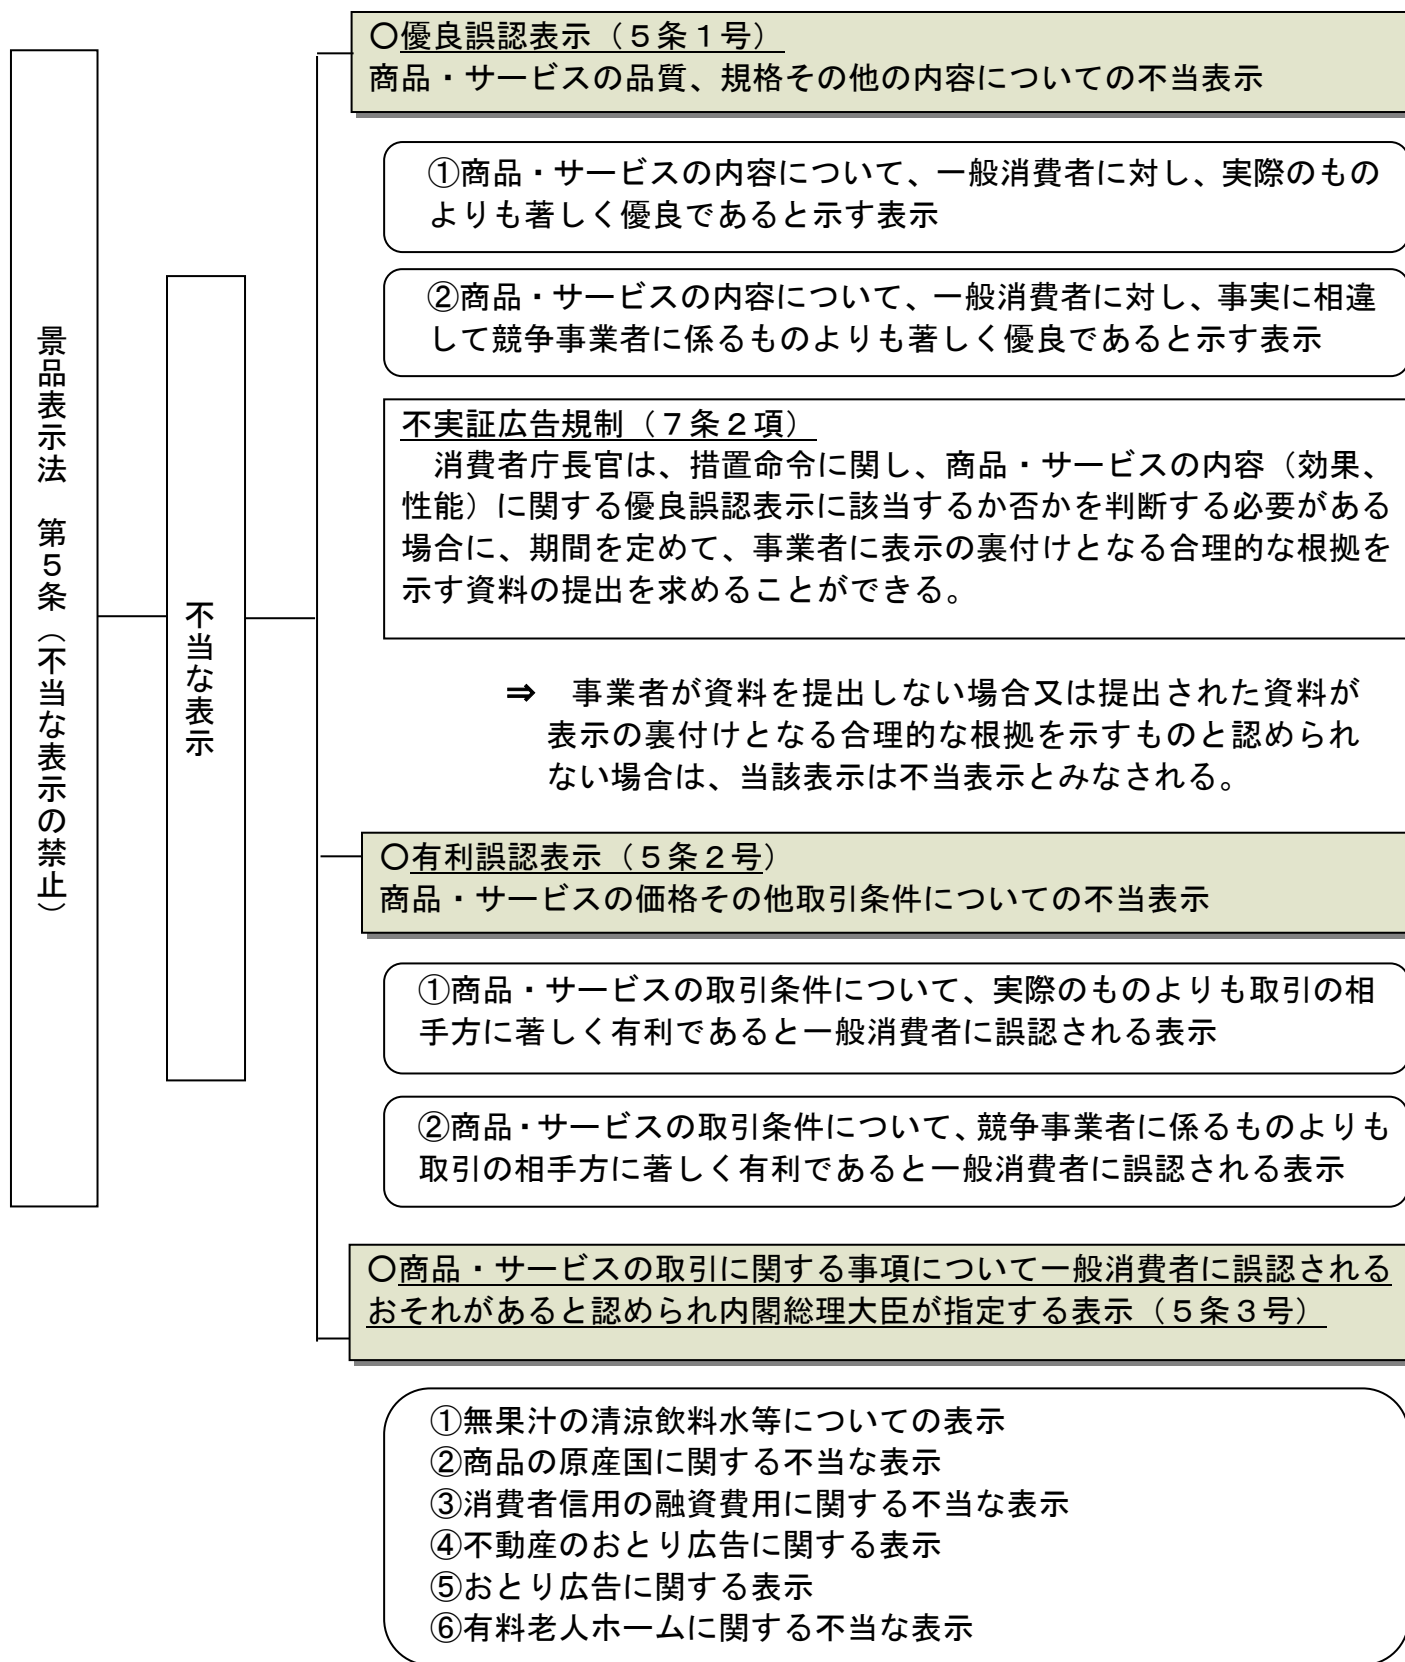 景品表示法　第５条（不当な表示の禁止）
不当な表示
〇優良誤認表示（５条１号）
商品・サービスの品質、規格その他の内容についての不当表示
①商品・サービスの内容について、一般消費者に対し、実際のもの
よりも著しく優良であると示す表示
②商品・サービスの内容について、一般消費者に対し、事実に相違
して競争事業者に係るものよりも著しく優良であると示す表示
不実証広告規制（７条２項）
　消費者庁長官は、措置命令に関し、商品・サービスの内容（効果、
性能）に関する優良誤認表示に該当するか否かを判断する必要がある
場合に、期間を定めて、事業者に表示の裏付けとなる合理的な根拠を
示す資料の提出を求めることができる。
⇒　事業者が資料を提出しない場合又は提出された資料が
表示の裏付けとなる合理的な根拠を示すものと認められ
ない場合は、当該表示は不当表示とみなされる。
〇有利誤認表示（５条２号）
商品・サービスの価格その他取引条件についての不当表示
①商品・サービスの取引条件について、実際のものよりも取引の相
手方に著しく有利であると一般消費者に誤認される表示
②商品・サービスの取引条件について、競争事業者に係るものよりも
取引の相手方に著しく有利であると一般消費者に誤認される表示
〇商品・サービスの取引に関する事項について一般消費者に誤認される
おそれがあると認められ内閣総理大臣が指定する表示（５条３号）
①無果汁の清涼飲料水等についての表示
②商品の原産国に関する不当な表示
③消費者信用の融資費用に関する不当な表示
④不動産のおとり広告に関する表示
⑤おとり広告に関する表示
⑥有料老人ホームに関する不当な表示